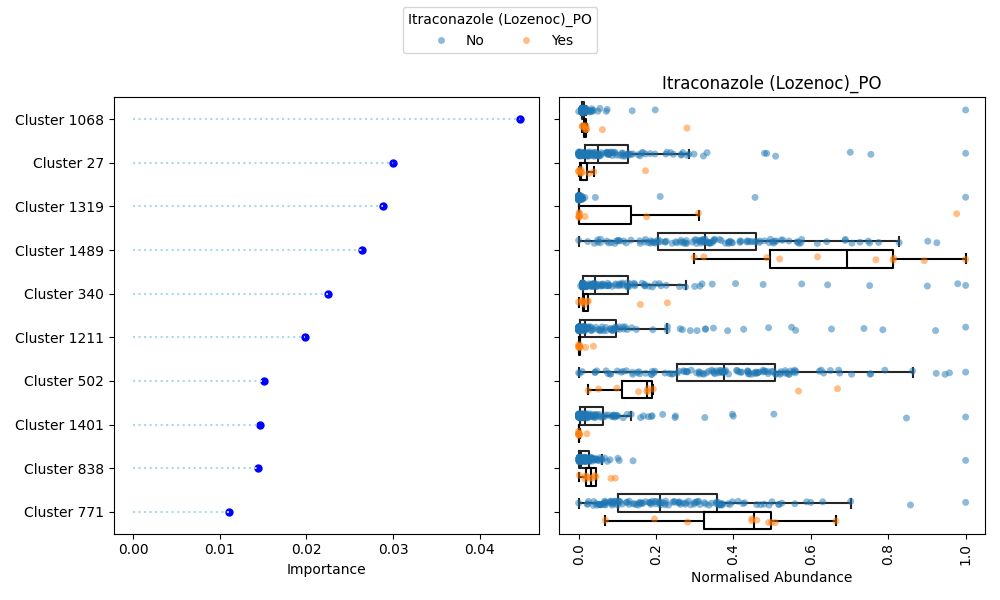 Itraconazole (Lozenoc)_PO
No Yes
Itraconazole (Lozenoc)_PO
Cluster 1068
Cluster 27
Cluster 1319
Cluster 1489
Cluster 340
Cluster 1211
Cluster 502
Cluster 1401
Cluster 838
Cluster 771
0.00 0.01 0.02 0.03 0.04
Importance
0.0 0.2 0.4 0.6 0.8 1.0
Normalised Abundance